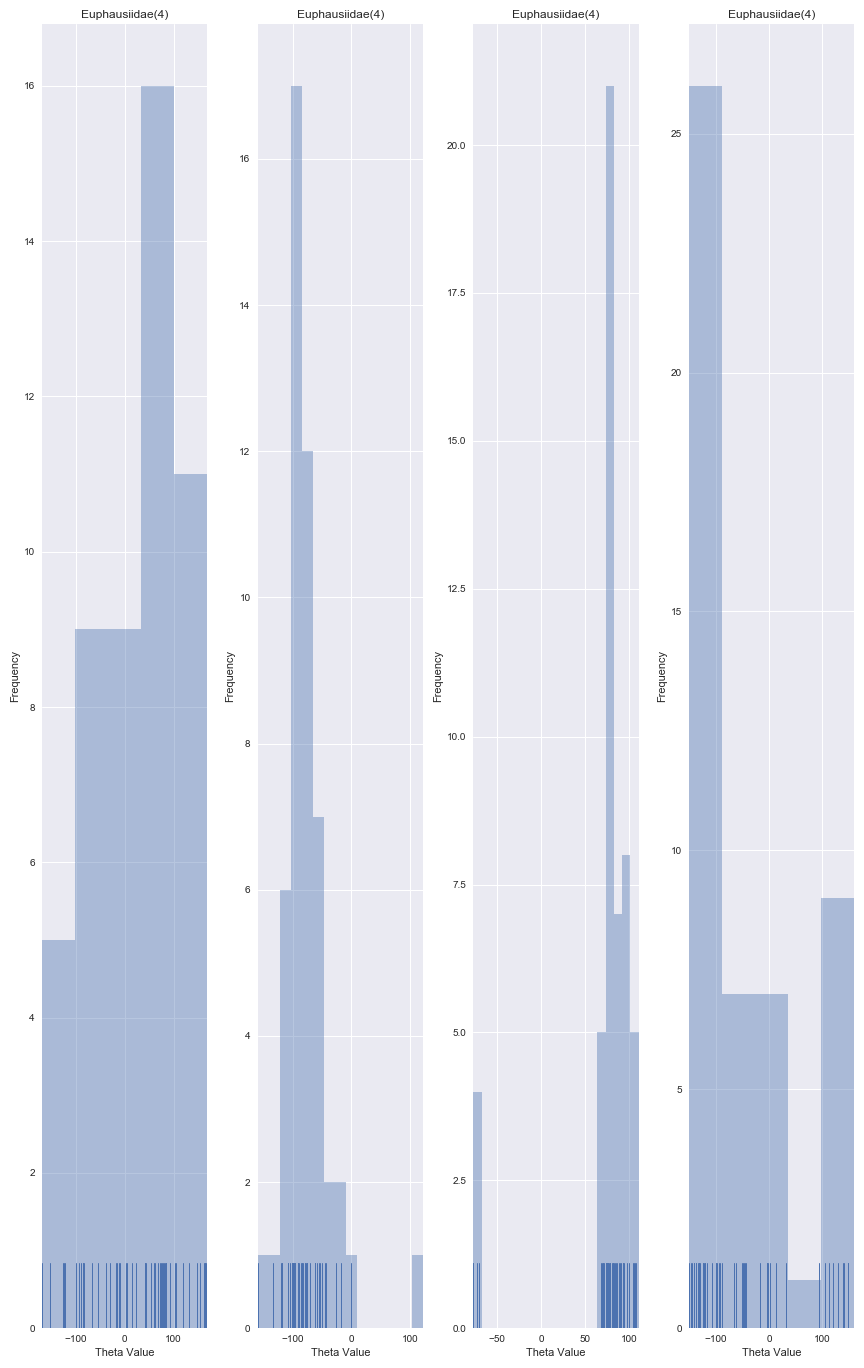 Euphausiidae(4)
16
14
12
10
8
6
4
2
0
Frequency
−100 0 100
Theta Value
Euphausiidae(4)
16
14
12
10
8
6
4
2
0
Frequency
−100 0 100
Theta Value
Euphausiidae(4)
20.0
17.5
15.0
12.5
10.0
7.5
5.0
2.5
0.0
Frequency
−50 0 50 100
Theta Value
Euphausiidae(4)
25
20
15
10
5
0
Frequency
−100 0 100
Theta Value